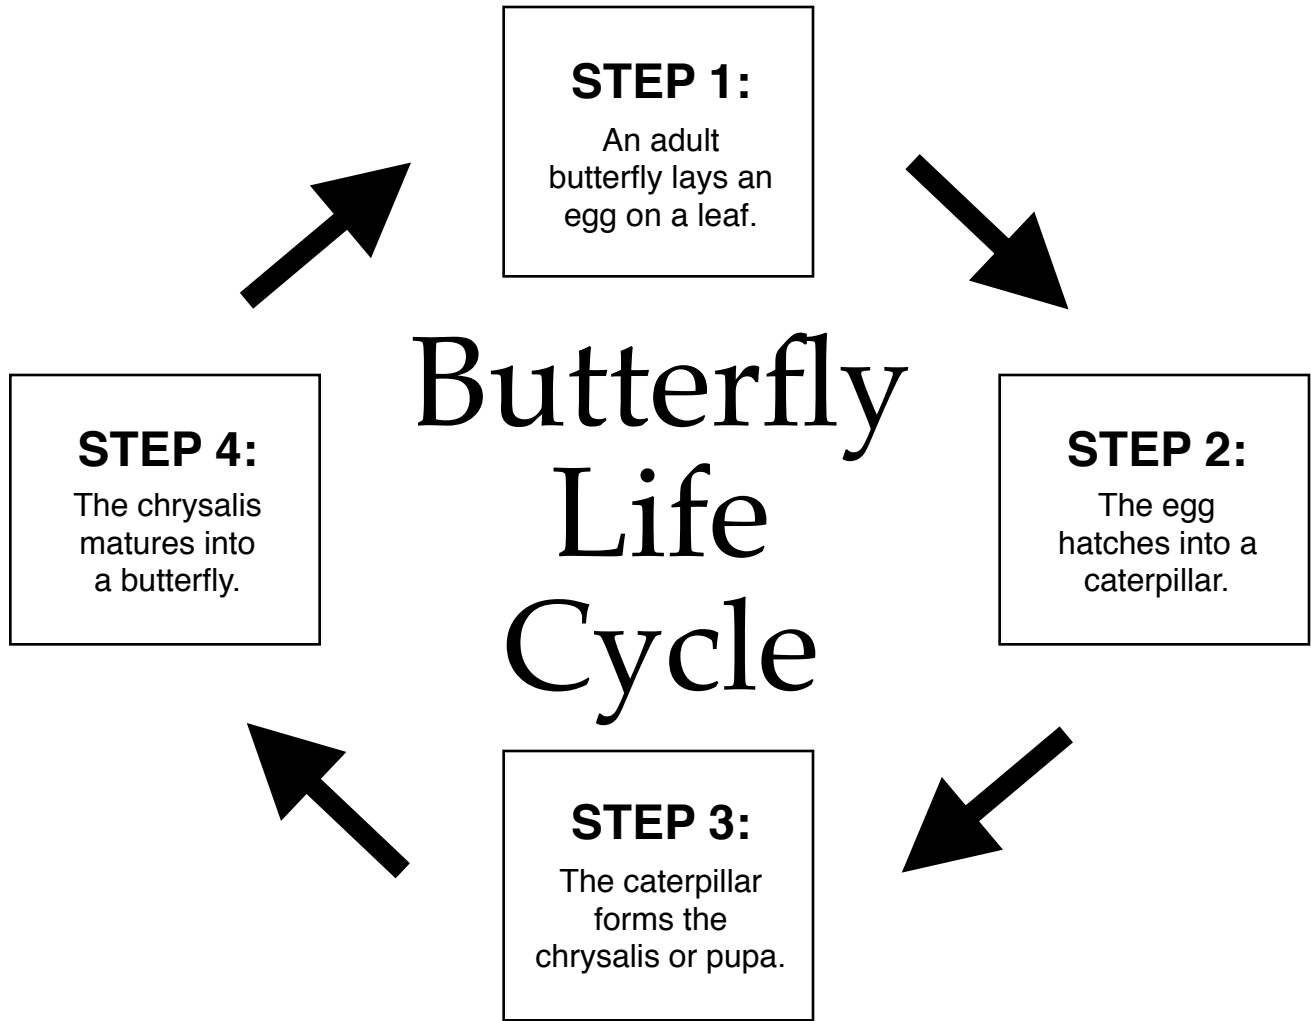 STEP 1:
An adult
butterfly lays an
egg on a leaf.
Butterfly
Life
Cycle
STEP 2:
The egg
hatches into a
caterpillar.
STEP 3:
The caterpillar
forms the
chrysalis or pupa.
STEP 4:
The chrysalis
matures into
a butterfly.